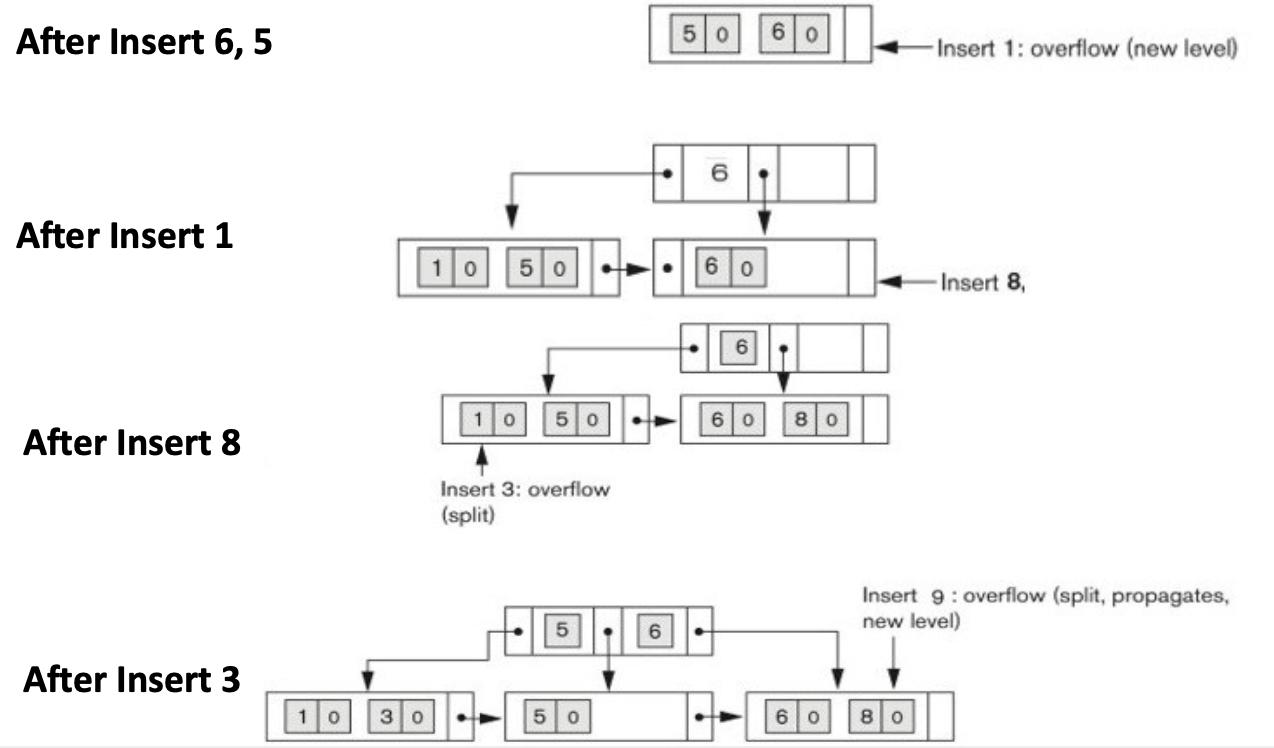 After Insert 6, 5
5 0 6 0
Insert 1: overflow (new level)
6
After Insert 1
1 0 5 0 6 0
Insert 8,
6
1 0 5 0 6 0 8 0
After Insert 8
Insert 3: overflow
(split)
Insert 9 : overflow (split, propagates,
new level)
5 6
After Insert 3
1 0 3 0 5 0 6 0 8 0